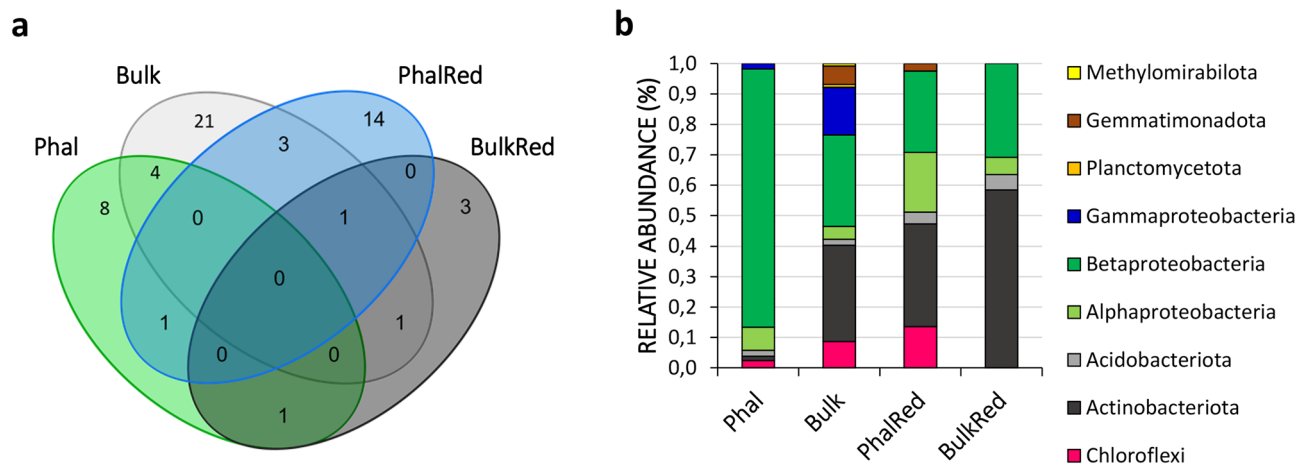 a
Bulk
PhalRed
Phal
BulkRed
21
3
14
4
0
8
0
1
3
0
1
1
0
0
1
b
RELATIVE ABUNDANCE (%)
1,0
0,9
0,8
0,7
0,6
0,5
0,4
0,3
0,2
0,1
0,0
Phal
Bulk
PhalRed
BulkRed
Methylomirabilota
Gemmatimonadota
Planctomycetota
Gammaproteobacteria
Betaproteobacteria
Alphaproteobacteria
Acidobacteriota
Actinobacteriota
Chloroflexi